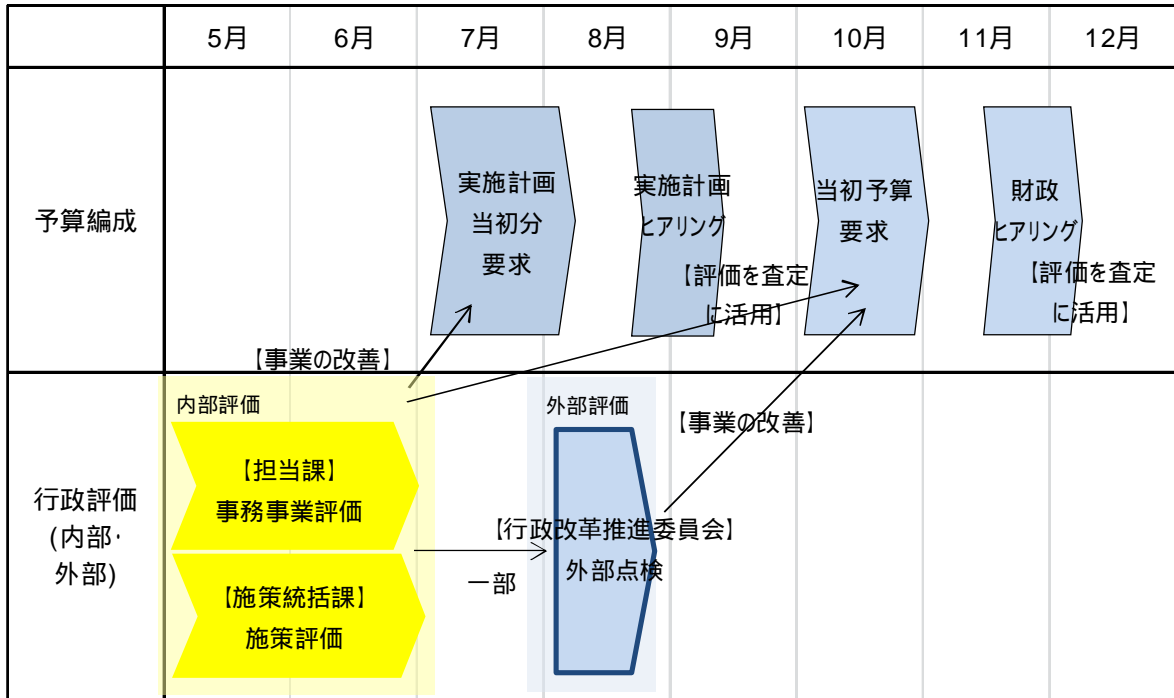 5月 6月 7月 8月 9月 10月 11月 12月
予算編成
実施計画
当初分
要求
実施計画
ヒアリング
【評価を査定
に活用】
当初予算
要求
財政
ヒアリング
【評価を査定
に活用】
【事業の改善】
行政評価
(内部・
外部)
内部評価
【担当課】
事務事業評価
【施策統括課】
施策評価
一部
外部評価
【行政改革推進委員会】
外部点検
【事業の改善】